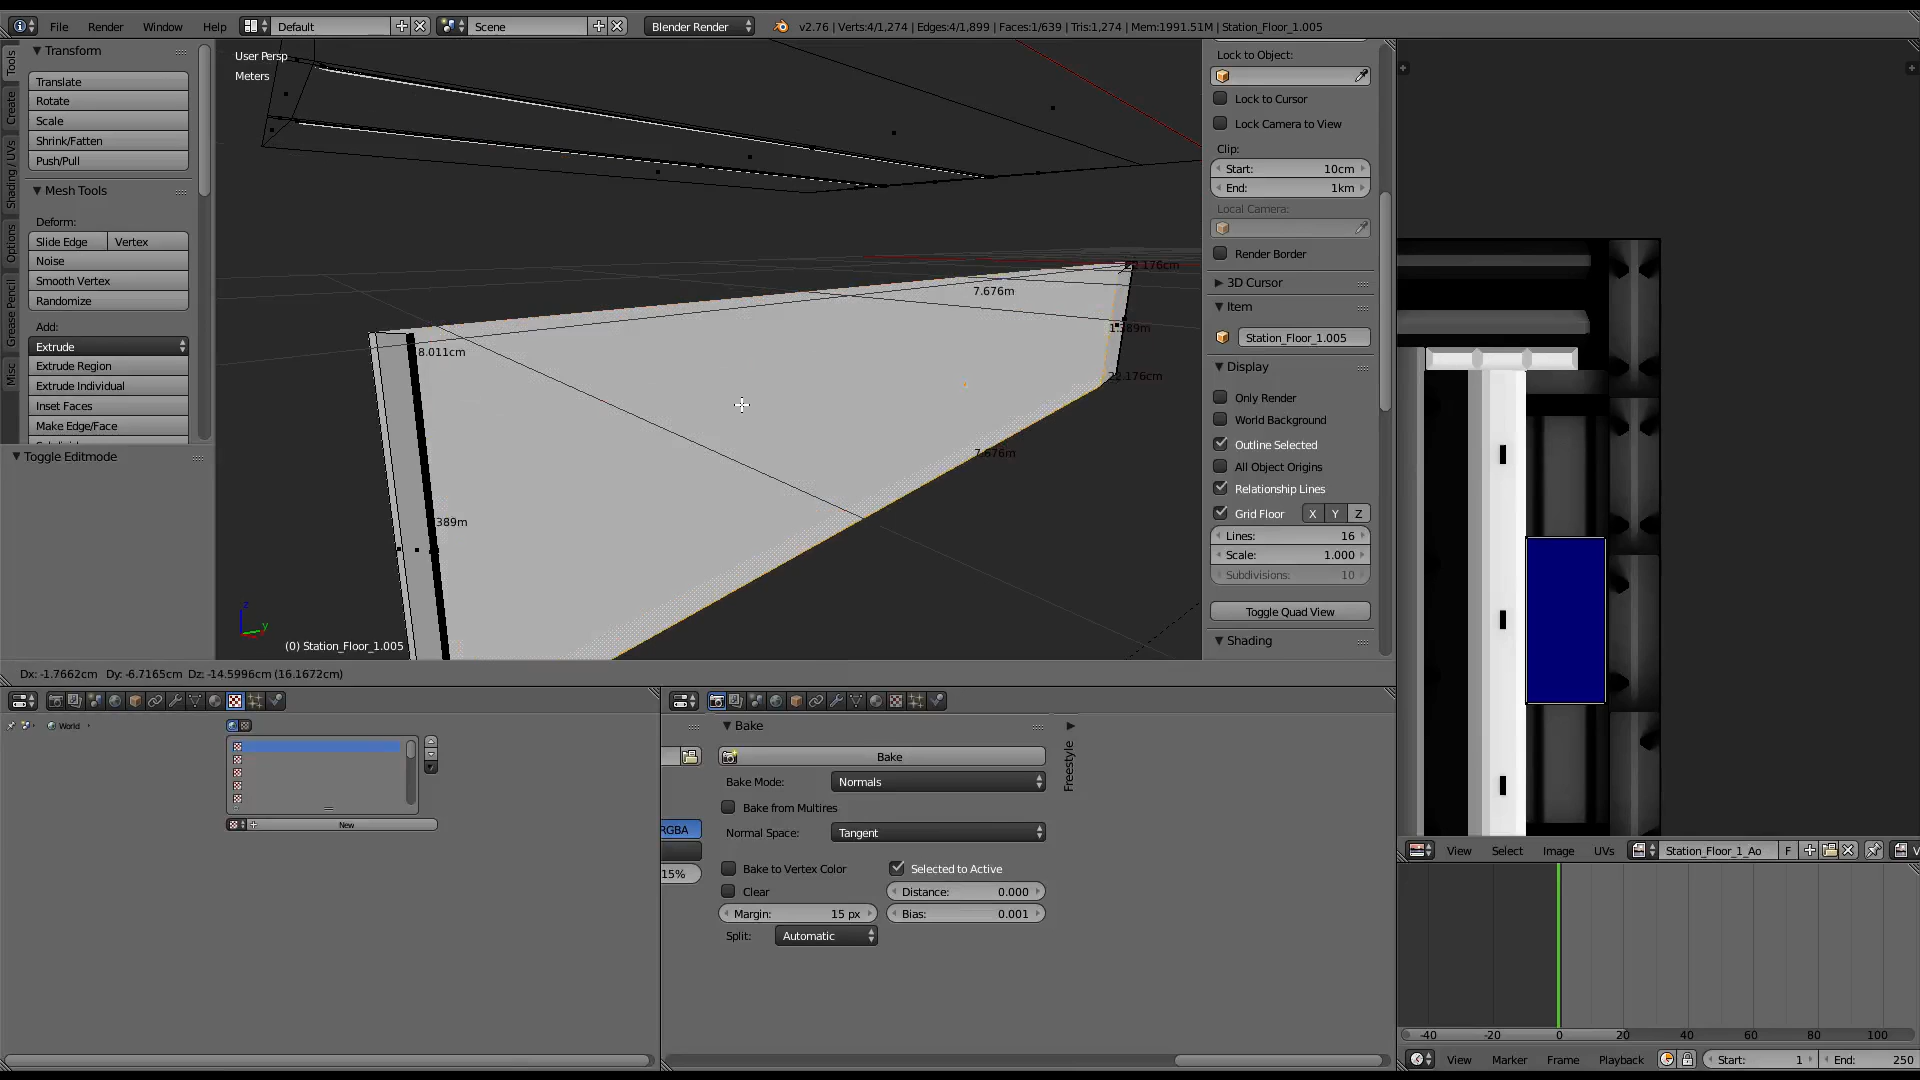 File Render Window Help Default Scene Blender Render v2.76 | Verts:4/1,274 | Edges:4/1,899 | Faces:1/639 | Tris:1,274 | Mem:1991.51M | Station_Floor_1.005
Tools
Create
Shading / UVs
Options
Grease Pencil
Misc
Transform
Translate
Rotate
Scale
Shrink/Fatten
Push/Pull
Mesh Tools
Deform:
Slide Edge Vertex
Noise
Smooth Vertex
Randomize
Add:
Extrude
Extrude Region
Extrude Individual
Inset Faces
Make Edge/Face
Toggle Editmode
User Persp
Meters
7.676m
8.011cm
22.176cm
7.676m
389m
z
y
(0) Station_Floor_1.005
Lock to Object:
Lock to Cursor
Lock Camera to View
Clip:
Start: 10cm
End: 1km
Local Camera:
Render Border
3D Cursor
Item
Station_Floor_1.005
Display
Only Render
World Background
Outline Selected
All Object Origins
Relationship Lines
Grid Floor X Y Z
Lines: 16
Scale: 1.000
Subdivisions: 10
Toggle Quad View
Shading
Dx: -1.7662cm Dy: -6.7165cm Dz: -14.5996cm (16.1672cm)
World
New
RGBA
15%
Bake
Bake
Bake Mode: Normals
Bake from Multires
Normal Space: Tangent
Bake to Vertex Color Selected to Active
Clear Distance: 0.000
Margin: 15 px Bias: 0.001
Split: Automatic
Freestyle
View Select Image UVs Station_Floor_1_Ao F
-40 -20 0 20 40 60 80 100
View Marker Frame Playback Start: 1 End: 250